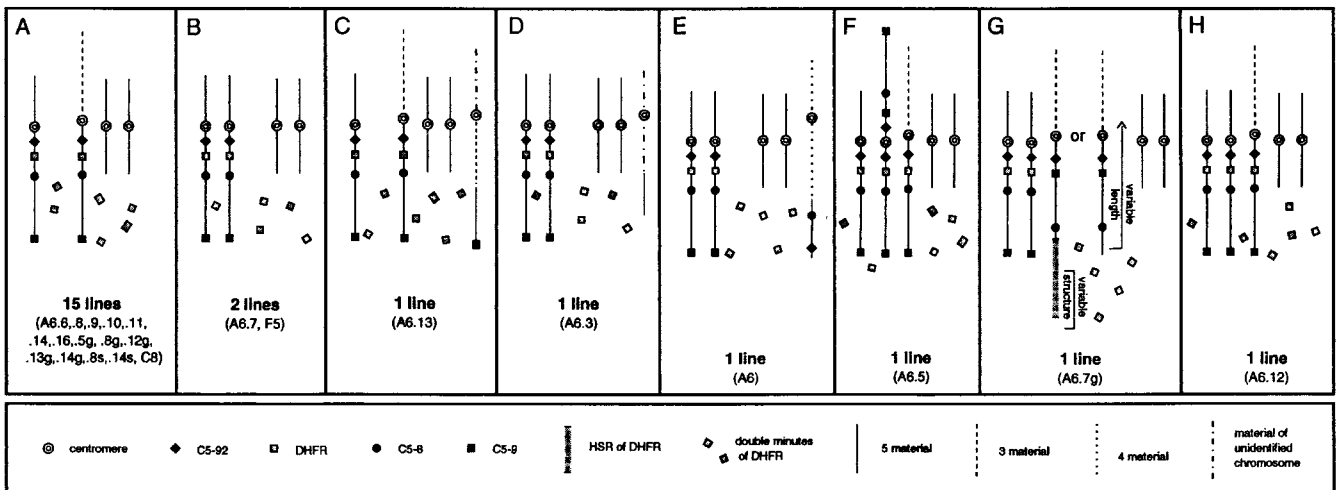 A
15 lines
(A6.6,.8,.9,.10,.11,
.14,.16,.5g,.8g,.12g,
.13g,.14g,.8s,.14s, C8)
B
2 lines
(A6.7, F5)
C
1 line
(A6.13)
D
1 line
(A6.3)
E
1 line
(A6)
F
1 line
(A6.5)
G
or
variable
length
variable
structure
1 line
(A6.7g)
H
1 line
(A6.12)
centromere
C5-92
DHFR
C5-8
C5-9
HSR of DHFR
double minutes
of DHFR
5 material
3 material
4 material
material of
unidentified
chromosome